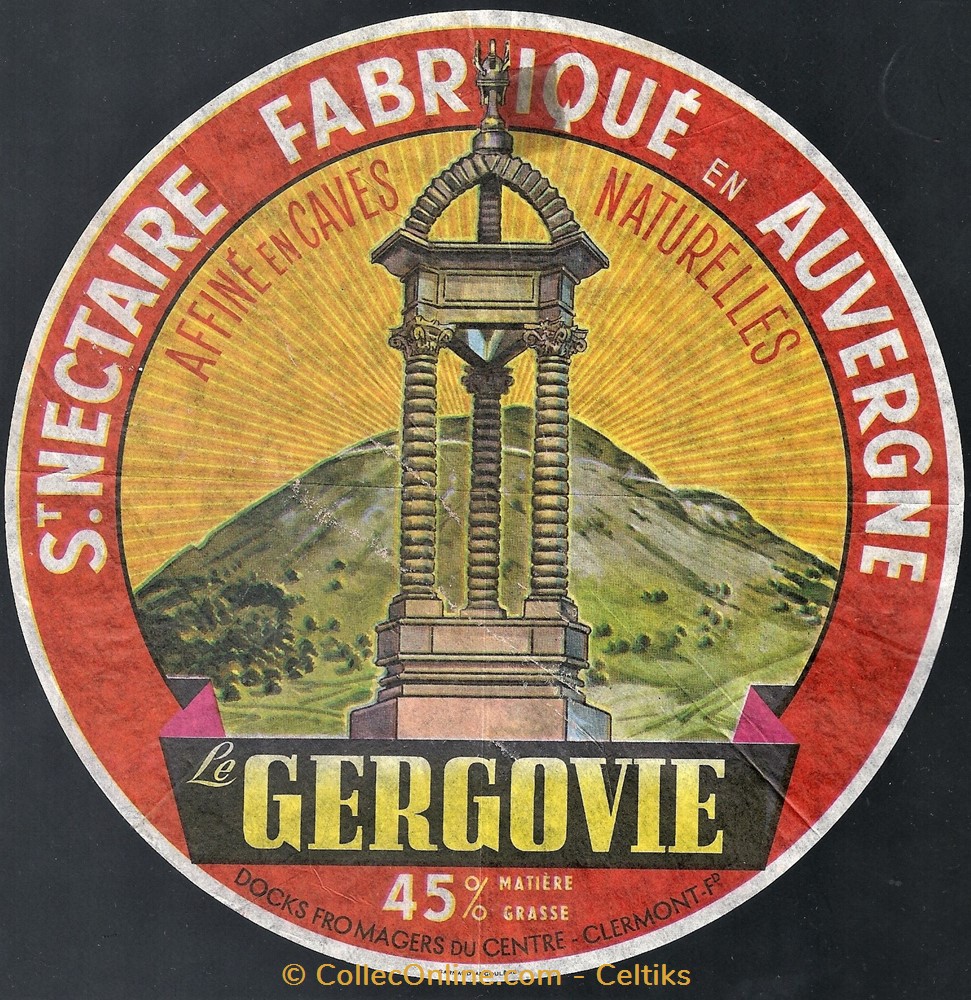 ST. NECTAIRE FABRIQUÉ EN AUVERGNE
AFFINÉ EN CAVES NATURELLES
Le GERGOVIE
45% MATIÈRE
GRASSE
DOCKS FROMAGERS DU CENTRE - CLERMONT-FD
© CollecOnline.com - Celtiks